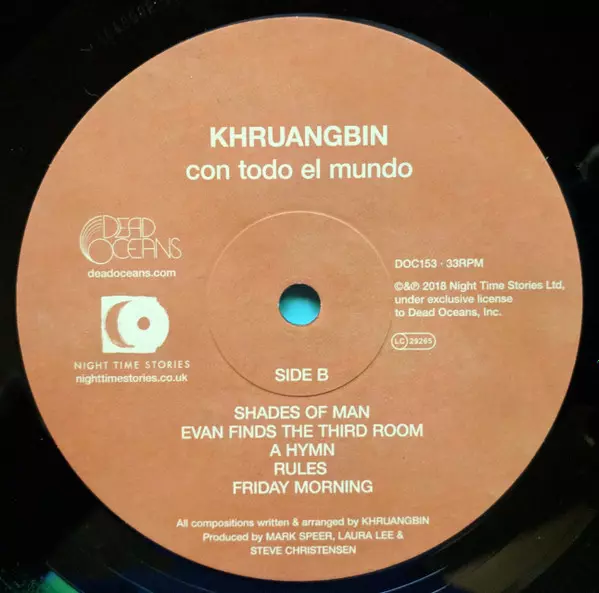 KHRUANGBIN
con todo el mundo
DEAD
OCEANS
deadoceans.com
NIGHT TIME STORIES
nighttimestories.co.uk
DOC153 · 33RPM
©&℗ 2018 Night Time Stories Ltd,
under exclusive license
to Dead Oceans, Inc.
LC 29265
SIDE B
SHADES OF MAN
EVAN FINDS THE THIRD ROOM
A HYMN
RULES
FRIDAY MORNING
All compositions written & arranged by KHRUANGBIN
Produced by MARK SPEER, LAURA LEE &
STEVE CHRISTENSEN